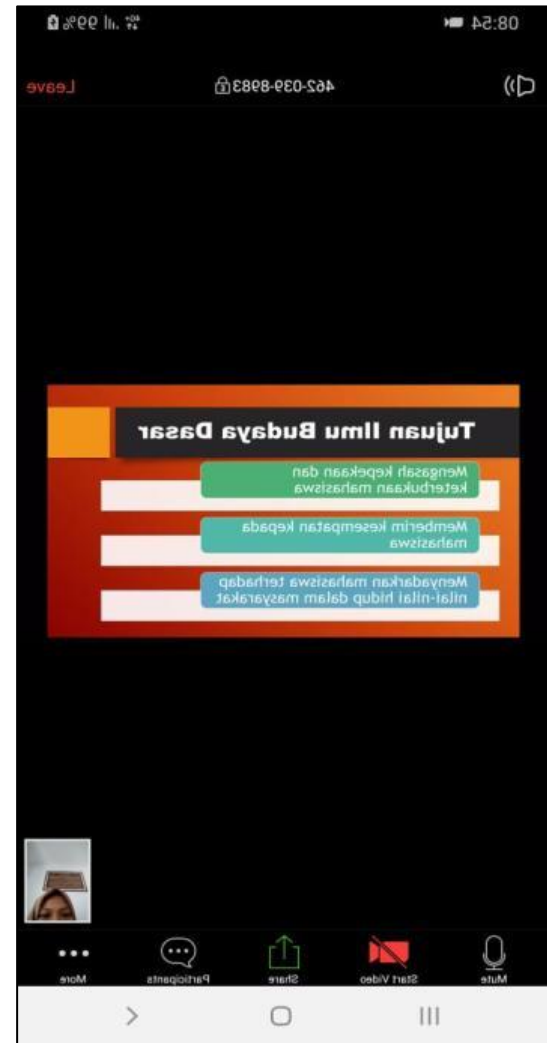 08:54 99%
462-039-8983 Leave
Tujuan Ilmu Budaya Dasar
Mengasah kepekaan dan
keterbukaan mahasiswa
Memberim kesempatan kepada
mahasiswa
Menyadarkan mahasiswa terhadap
nilai-nilai hidup dalam masyarakat
Mute Start Video Share Participants More